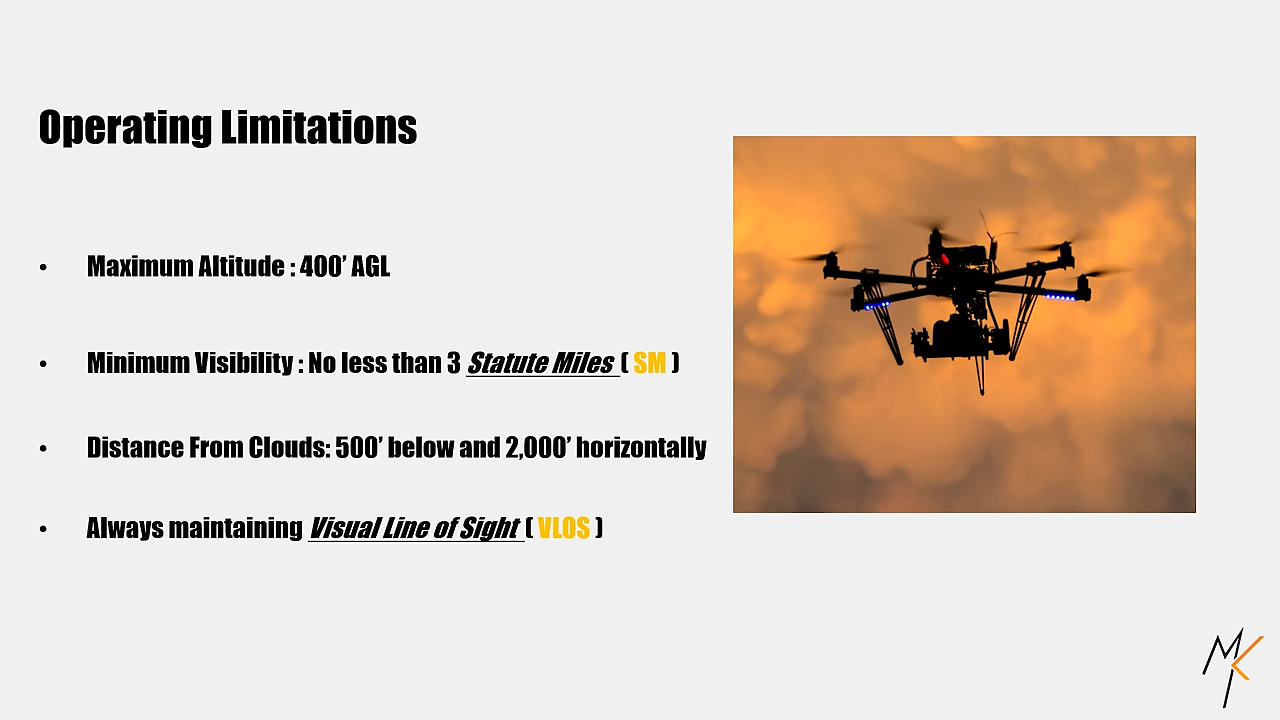 Operating Limitations
• Maximum Altitude : 400’ AGL
• Minimum Visibility : No less than 3 Statute Miles ( SM )
• Distance From Clouds: 500’ below and 2,000’ horizontally
• Always maintaining Visual Line of Sight ( VLOS )
MK